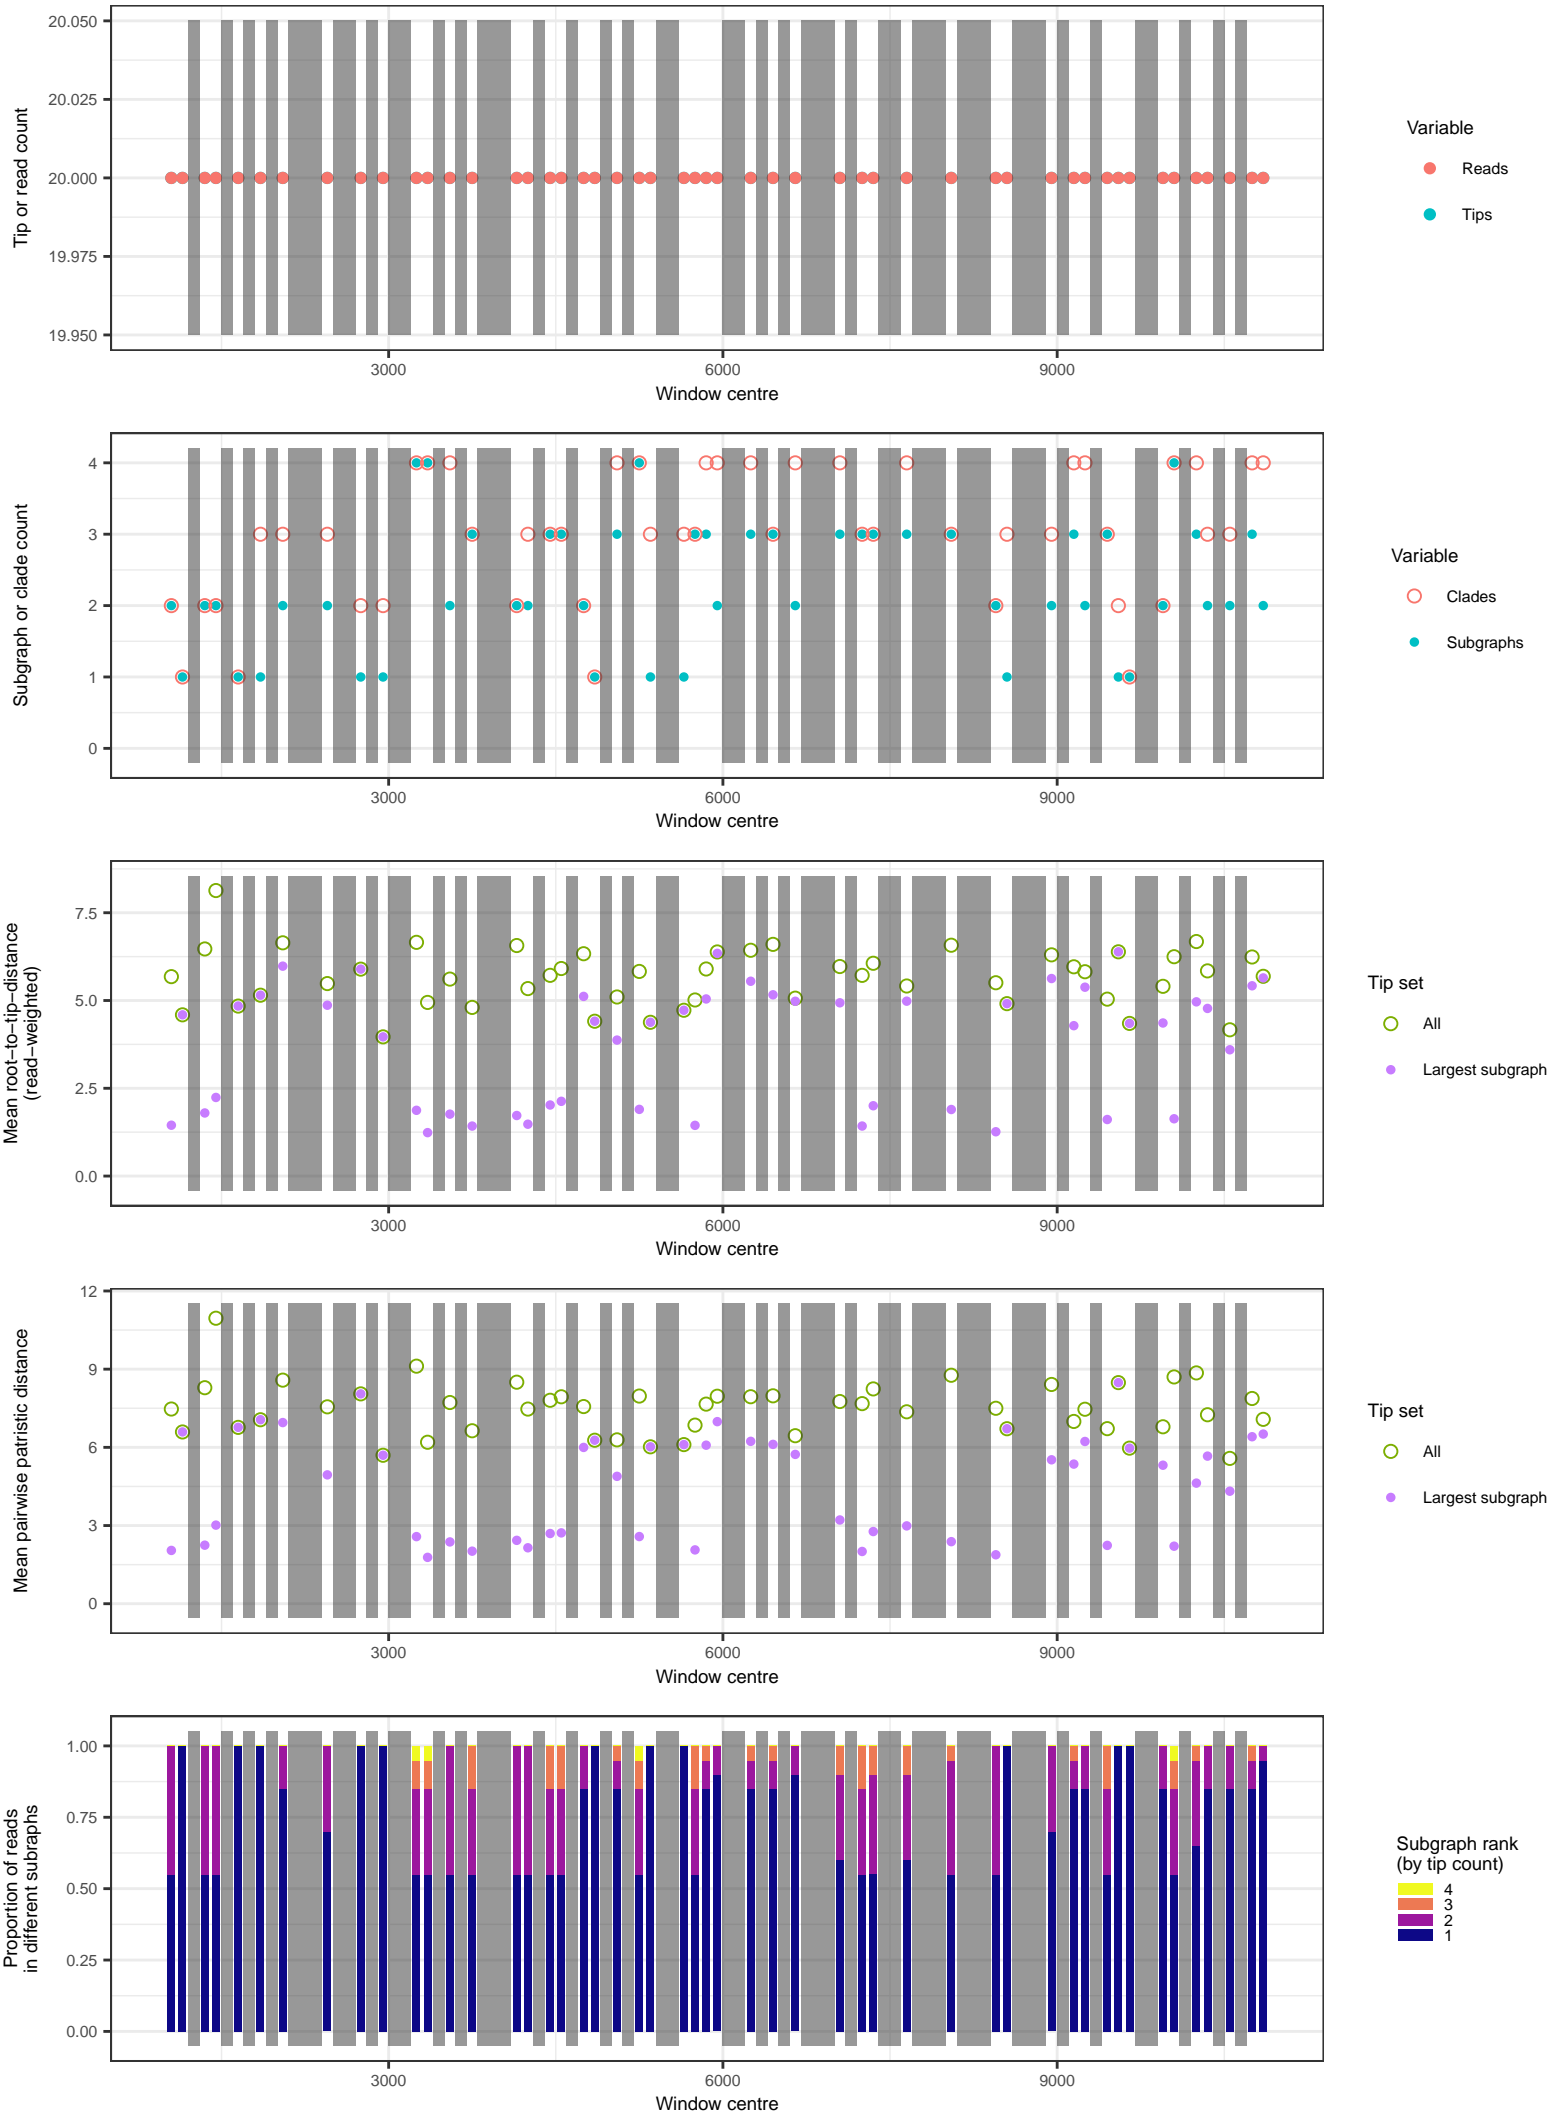 20.050
20.025
20.000
19.975
19.950
Tip or read count
3000
6000
9000
Window centre
Variable
Reads
Tips
4
3
2
1
0
Subgraph or clade count
3000
6000
9000
Window centre
Variable
Clades
Subgraphs
7.5
5.0
2.5
0.0
Mean root−to−tip−distance
(read−weighted)
3000
6000
9000
Window centre
Tip set
All
Largest subgraph
12
9
6
3
0
Mean pairwise patristic distance
3000
6000
9000
Window centre
Tip set
All
Largest subgraph
1.00
0.75
0.50
0.25
0.00
Proportion of reads
in different subraphs
3000
6000
9000
Window centre
Subgraph rank
(by tip count)
4
3
2
1